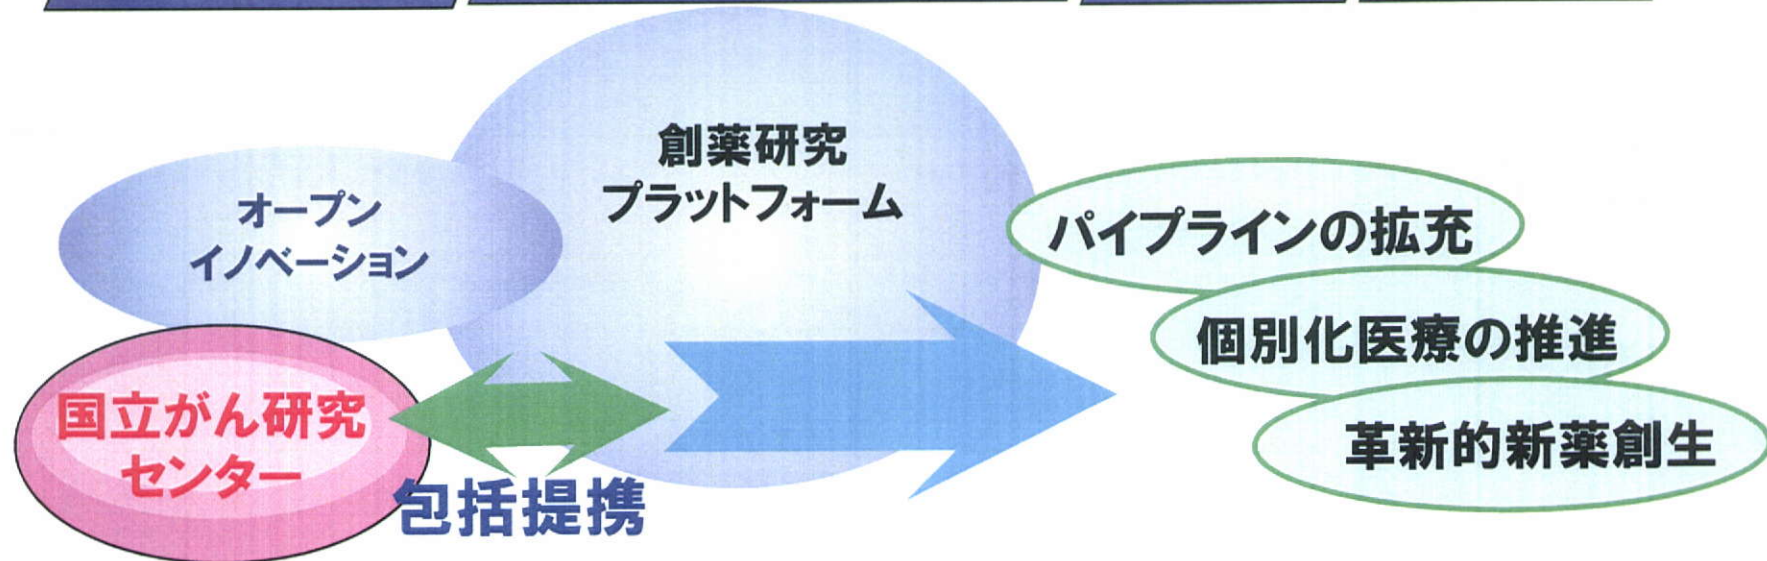 創薬研究
プラットフォーム
オープン
イノベーション
パイプラインの拡充
個別化医療の推進
革新的新薬創生
国立がん研究
センター
包括提携